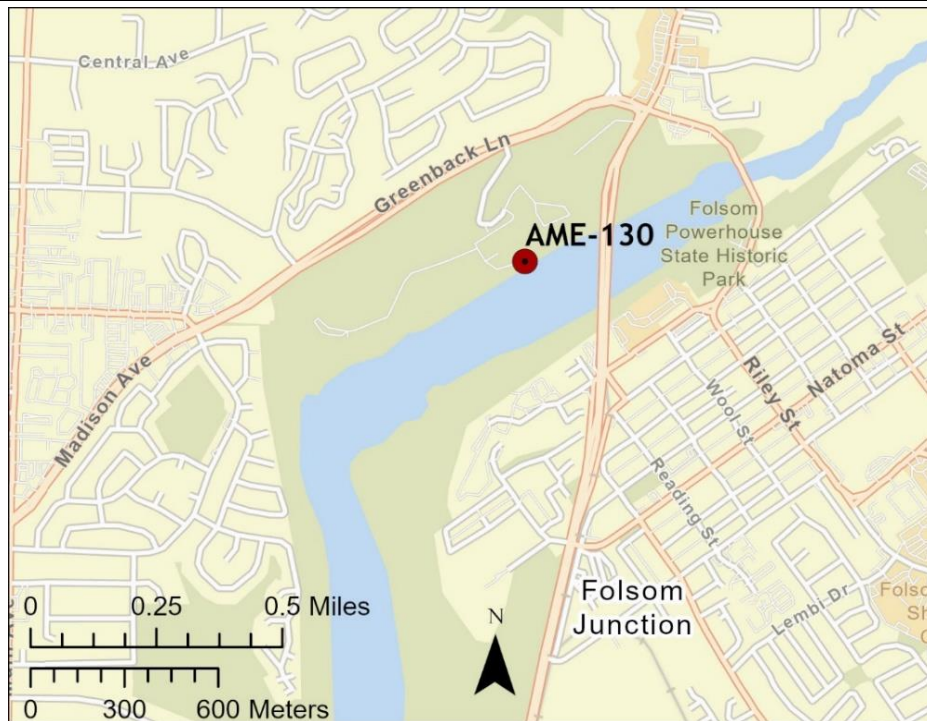 Central Ave
Greenback Ln
AME-130
Folsom
Powerhouse
State Historic
Park
Madison Ave
Riley St
Natoma St
Wool St
Reading St
0 0.25 0.5 Miles
N
Folsom
Junction
Lembi Dr
0 300 600 Meters